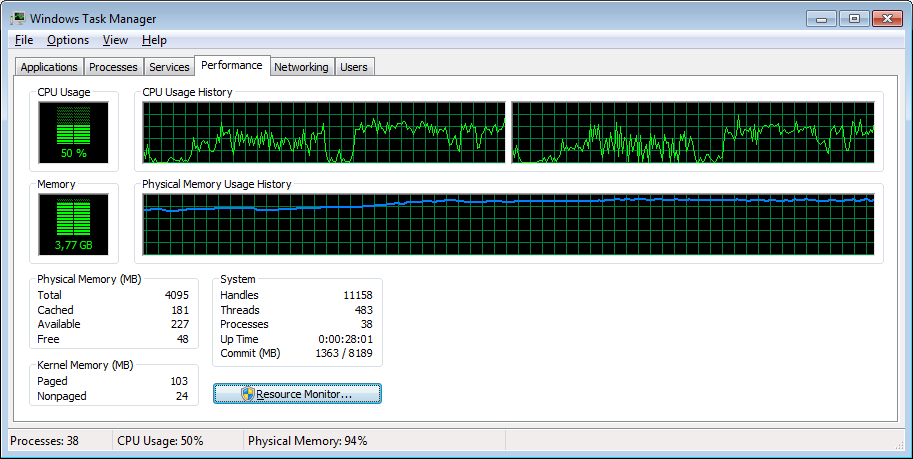 Windows Task Manager
File Options View Help
Applications Processes Services Performance Networking Users
CPU Usage CPU Usage History
50 %
Memory Physical Memory Usage History
3,77 GB
Physical Memory (MB)
Total 4095
Cached 181
Available 227
Free 48
System
Handles 11158
Threads 483
Processes 38
Up Time 0:00:28:01
Commit (MB) 1363 / 8189
Kernel Memory (MB)
Paged 103
Nonpaged 24
Resource Monitor...
Processes: 38 CPU Usage: 50% Physical Memory: 94%